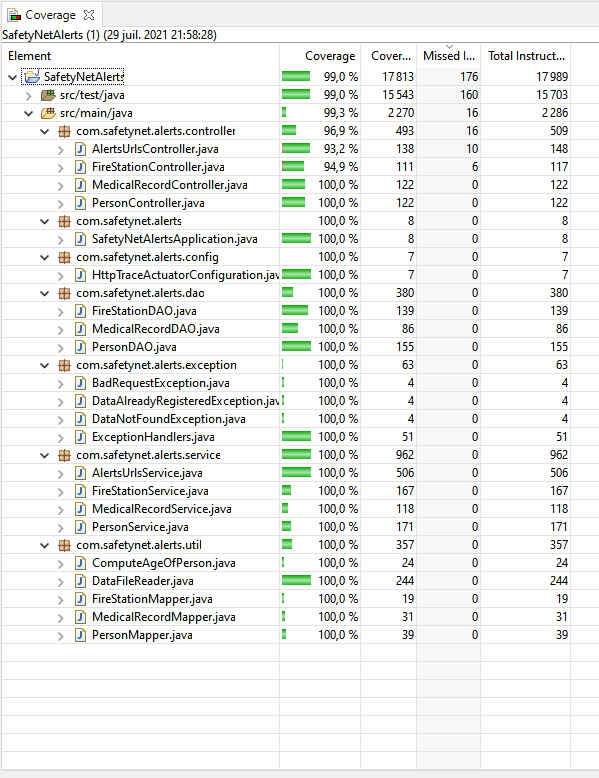 Coverage
SafetyNetAlerts (1) (29 juil. 2021 21:58:28)
Element Coverage Cover... Missed I... Total Instruct...
SafetyNetAlerts 99,0 % 17 813 176 17 989
src/test/java 99,0 % 15 543 160 15 703
src/main/java 99,3 % 2 270 16 2 286
com.safetynet.alerts.controller 96,9 % 493 16 509
AlertsUrlsController.java 93,2 % 138 10 148
FireStationController.java 94,9 % 111 6 117
MedicalRecordController.java 100,0 % 122 0 122
PersonController.java 100,0 % 122 0 122
com.safetynet.alerts 100,0 % 8 0 8
SafetyNetAlertsApplication.java 100,0 % 8 0 8
com.safetynet.alerts.config 100,0 % 7 0 7
HttpTraceActuatorConfiguration.jav 100,0 % 7 0 7
com.safetynet.alerts.dao 100,0 % 380 0 380
FireStationDAO.java 100,0 % 139 0 139
MedicalRecordDAO.java 100,0 % 86 0 86
PersonDAO.java 100,0 % 155 0 155
com.safetynet.alerts.exception 100,0 % 63 0 63
BadRequestException.java 100,0 % 4 0 4
DataAlreadyRegisteredException.jav 100,0 % 4 0 4
DataNotFoundException.java 100,0 % 4 0 4
ExceptionHandlers.java 100,0 % 51 0 51
com.safetynet.alerts.service 100,0 % 962 0 962
AlertsUrlsService.java 100,0 % 506 0 506
FireStationService.java 100,0 % 167 0 167
MedicalRecordService.java 100,0 % 118 0 118
PersonService.java 100,0 % 171 0 171
com.safetynet.alerts.util 100,0 % 357 0 357
ComputeAgeOfPerson.java 100,0 % 24 0 24
DataFileReader.java 100,0 % 244 0 244
FireStationMapper.java 100,0 % 19 0 19
MedicalRecordMapper.java 100,0 % 31 0 31
PersonMapper.java 100,0 % 39 0 39